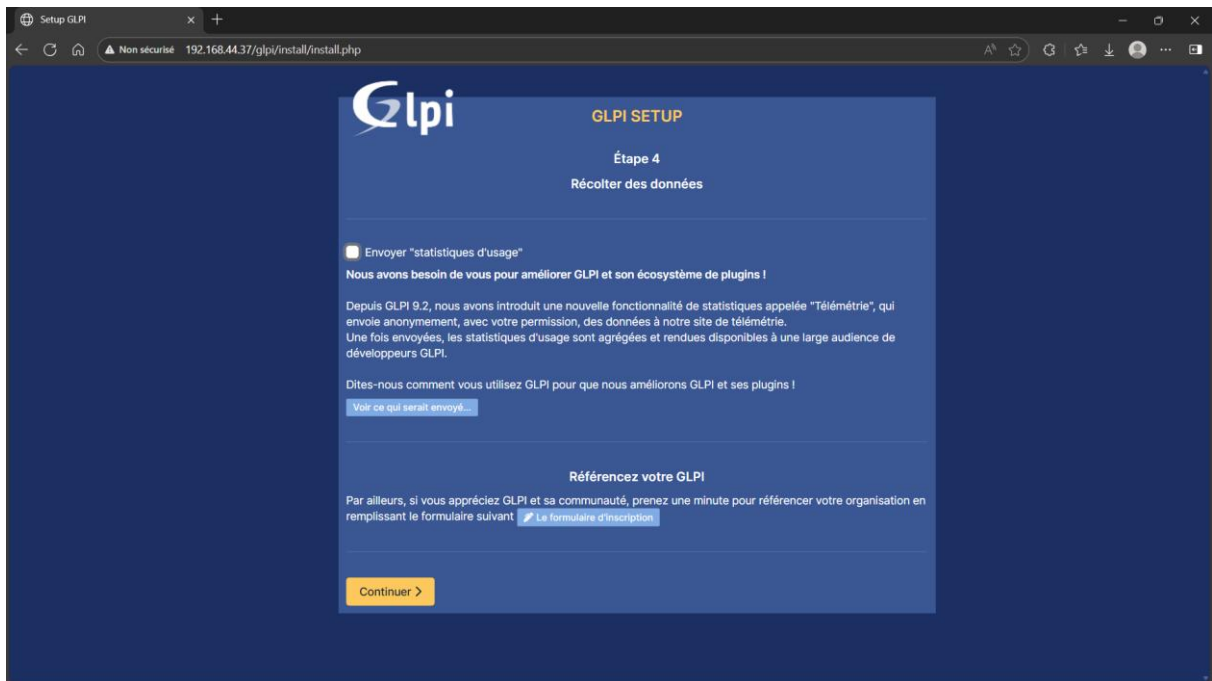 Setup GLPI
Non sécurisé 192.168.44.37/glpi/install/install.php
Glpi
GLPI SETUP
Étape 4
Récolter des données
Envoyer "statistiques d'usage"
Nous avons besoin de vous pour améliorer GLPI et son écosystème de plugins !
Depuis GLPI 9.2, nous avons introduit une nouvelle fonctionnalité de statistiques appelée "Télémétrie", qui
envoie anonymement, avec votre permission, des données à notre site de télémétrie.
Une fois envoyées, les statistiques d'usage sont agrégées et rendues disponibles à une large audience de
développeurs GLPI.
Dites-nous comment vous utilisez GLPI pour que nous améliorons GLPI et ses plugins !
Voir ce qui serait envoyé...
Référencez votre GLPI
Par ailleurs, si vous appréciez GLPI et sa communauté, prenez une minute pour référencer votre organisation en
remplissant le formulaire suivant Le formulaire d'inscription
Continuer >